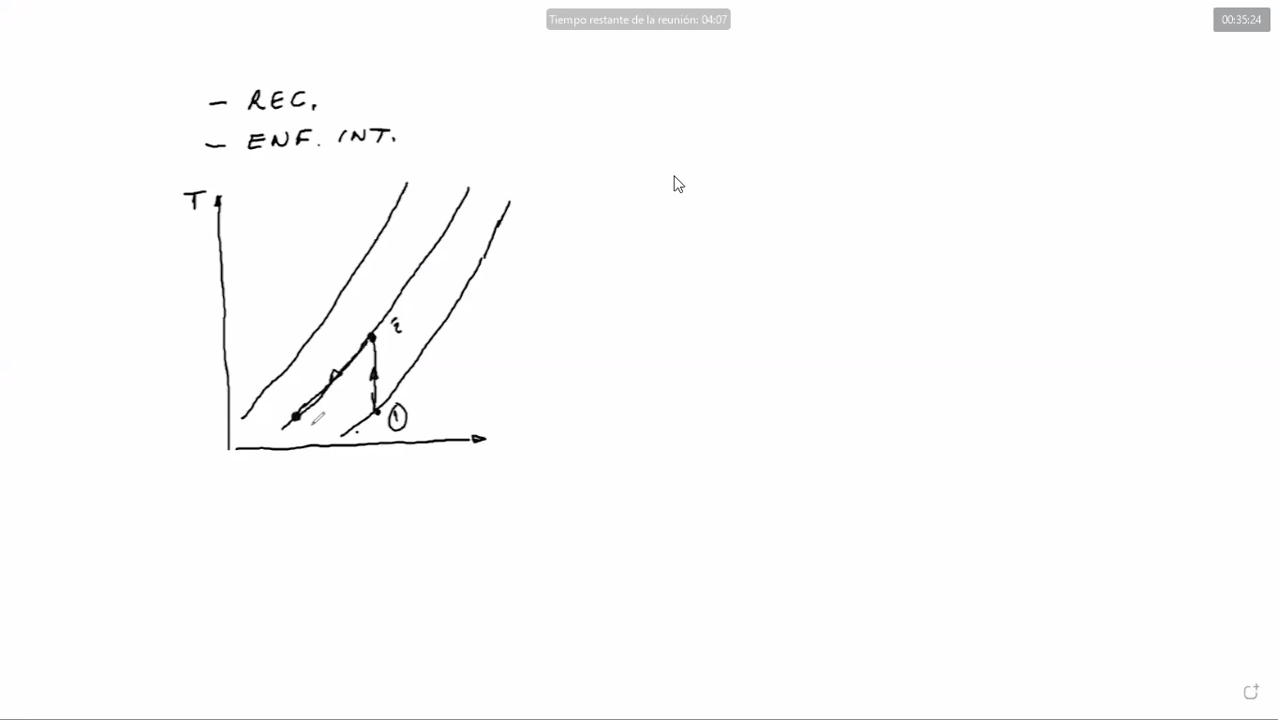 Tiempo restante de la reunión: 04:07
00:35:24
- REC.
- ENF. INT.
T
2
1